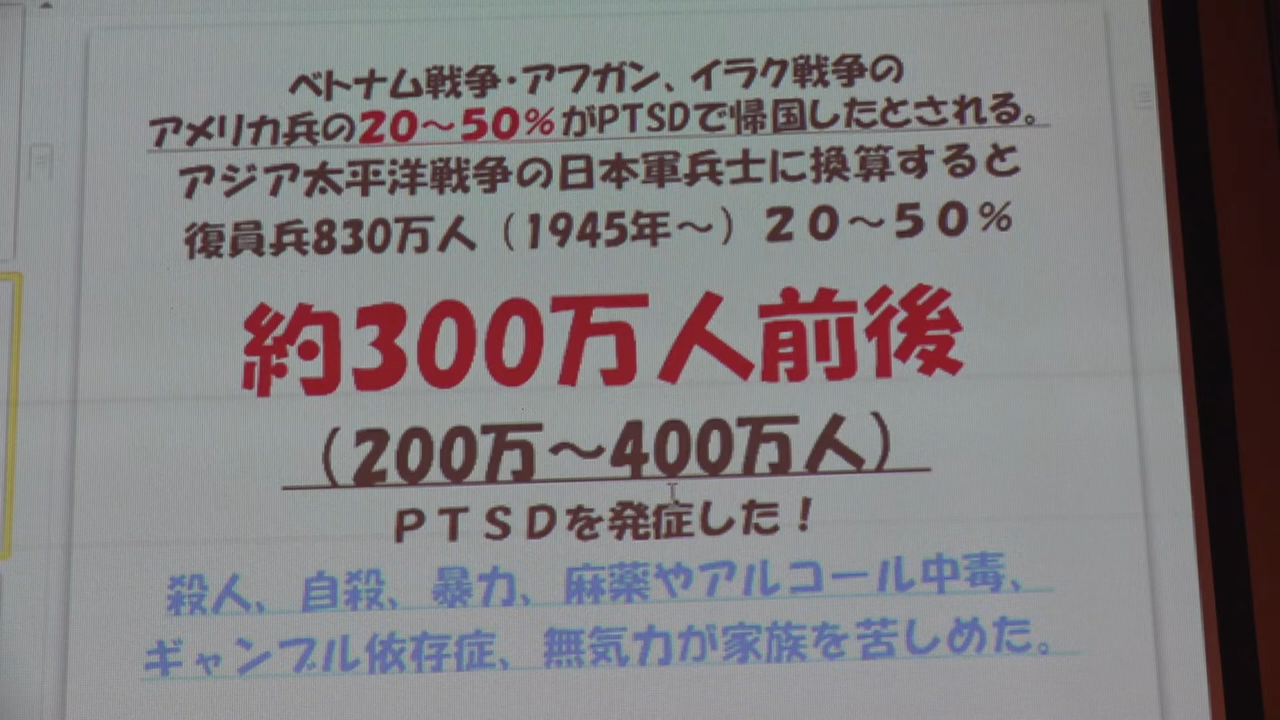 ベトナム戦争・アフガン、イラク戦争の
アメリカ兵の20～50%がPTSDで帰国したとされる。
アジア太平洋戦争の日本軍兵士に換算すると
復員兵830万人（1945年～）２０～５０％
約300万人前後
（200万～400万人）
ＰＴＳＤを発症した！
殺人、自殺、暴力、麻薬やアルコール中毒、
ギャンブル依存症、無気力が家族を苦しめた。